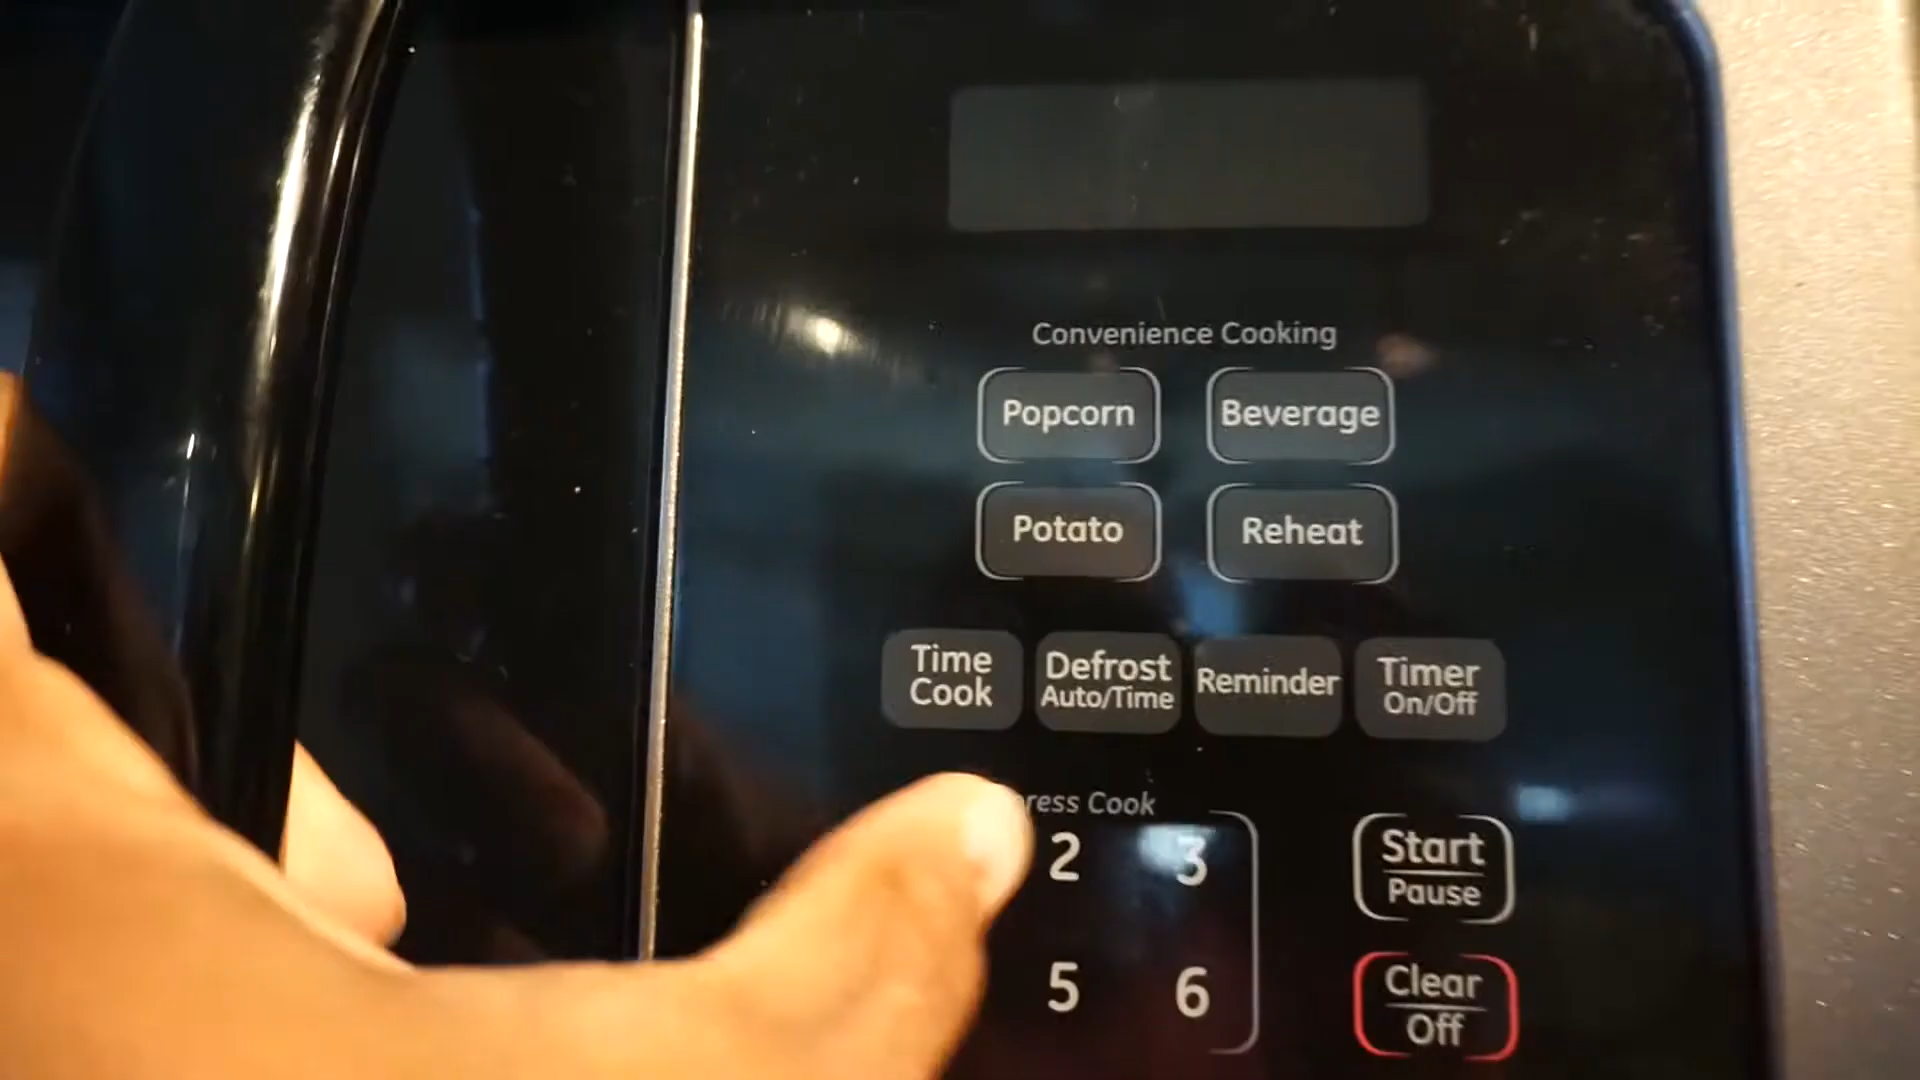 Convenience Cooking
Popcorn
Beverage
Potato
Reheat
Time
Cook
Defrost
Auto/Time
Reminder
Timer
On/Off
Cook
2
3
Start
Pause
5
6
Clear
Off